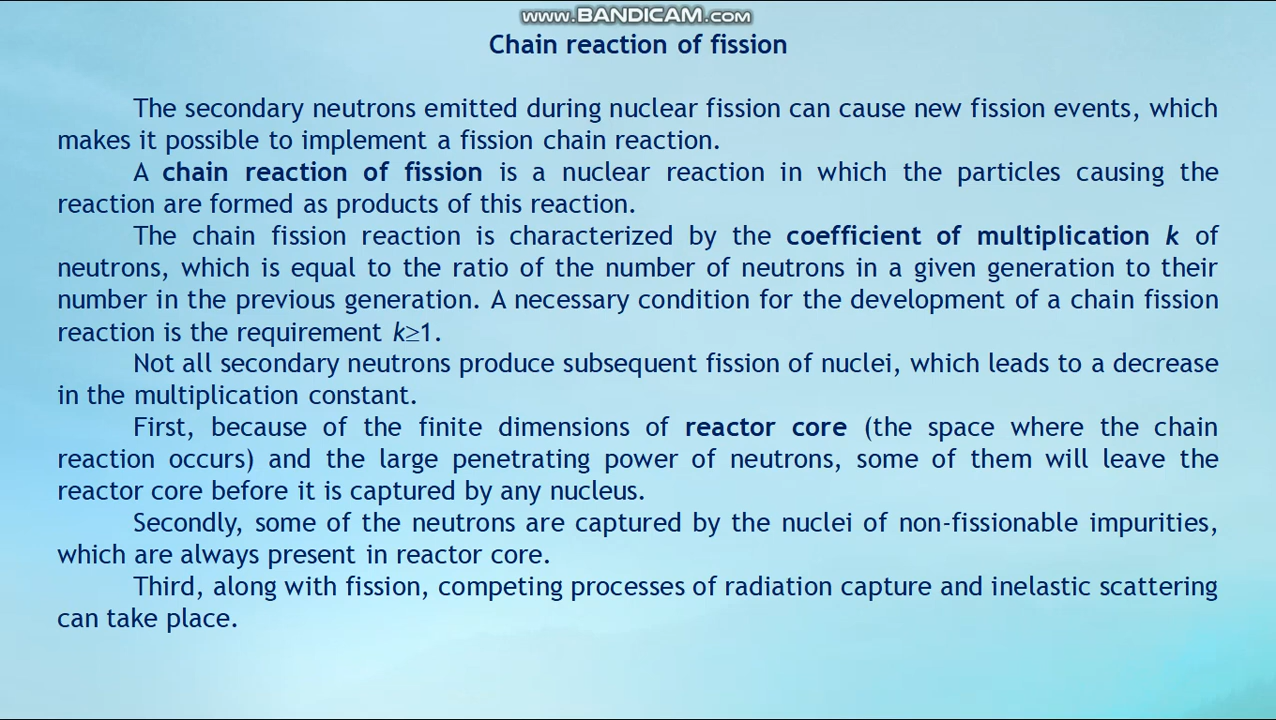 www.BANDICAM.com
Chain reaction of fission
The secondary neutrons emitted during nuclear fission can cause new fission events, which
makes it possible to implement a fission chain reaction.
A chain reaction of fission is a nuclear reaction in which the particles causing the
reaction are formed as products of this reaction.
The chain fission reaction is characterized by the coefficient of multiplication k of
neutrons, which is equal to the ratio of the number of neutrons in a given generation to their
number in the previous generation. A necessary condition for the development of a chain fission
reaction is the requirement k≥1.
Not all secondary neutrons produce subsequent fission of nuclei, which leads to a decrease
in the multiplication constant.
First, because of the finite dimensions of reactor core (the space where the chain
reaction occurs) and the large penetrating power of neutrons, some of them will leave the
reactor core before it is captured by any nucleus.
Secondly, some of the neutrons are captured by the nuclei of non-fissionable impurities,
which are always present in reactor core.
Third, along with fission, competing processes of radiation capture and inelastic scattering
can take place.